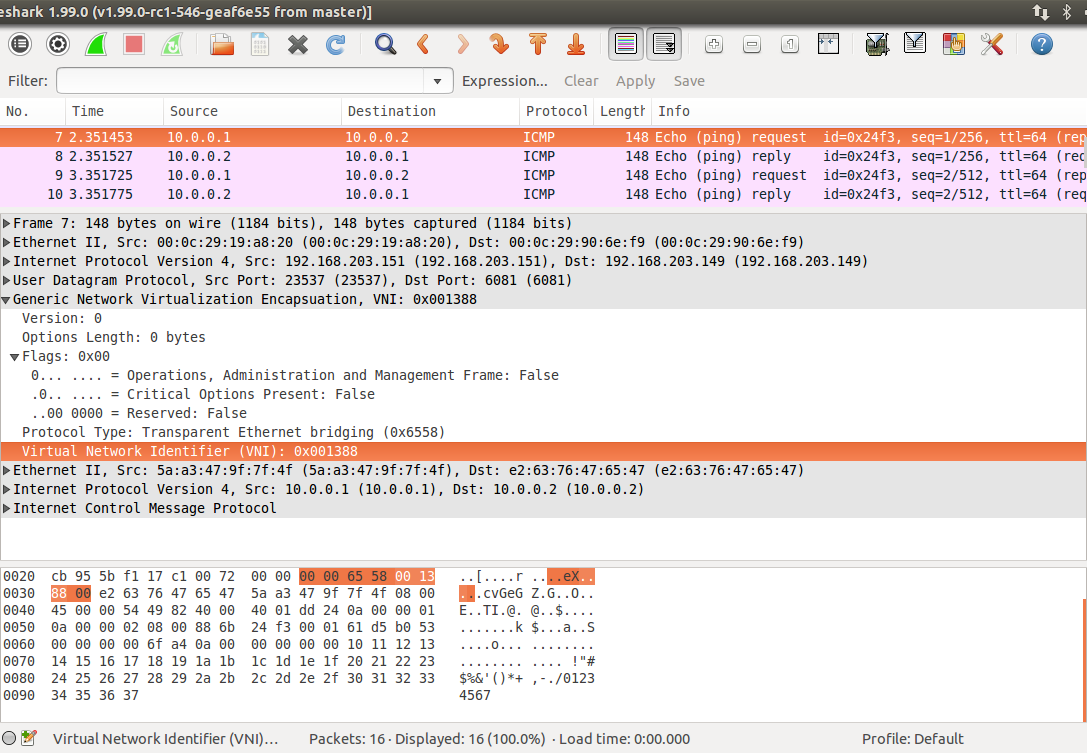 eshark 1.99.0 (v1.99.0-rc1-546-geaf6e55 from master)]
Filter: Expression... Clear Apply Save
No. Time Source Destination Protocol Length Info
7 2.351453 10.0.0.1 10.0.0.2 ICMP 148 Echo (ping) request id=0x24f3, seq=1/256, ttl=64 (rep
8 2.351527 10.0.0.2 10.0.0.1 ICMP 148 Echo (ping) reply id=0x24f3, seq=1/256, ttl=64 (rec
9 2.351725 10.0.0.1 10.0.0.2 ICMP 148 Echo (ping) request id=0x24f3, seq=2/512, ttl=64 (rep
10 2.351775 10.0.0.2 10.0.0.1 ICMP 148 Echo (ping) reply id=0x24f3, seq=2/512, ttl=64 (req
Frame 7: 148 bytes on wire (1184 bits), 148 bytes captured (1184 bits)
Ethernet II, Src: 00:0c:29:19:a8:20 (00:0c:29:19:a8:20), Dst: 00:0c:29:90:6e:f9 (00:0c:29:90:6e:f9)
Internet Protocol Version 4, Src: 192.168.203.151 (192.168.203.151), Dst: 192.168.203.149 (192.168.203.149)
User Datagram Protocol, Src Port: 23537 (23537), Dst Port: 6081 (6081)
Generic Network Virtualization Encapsuation, VNI: 0x001388
Version: 0
Options Length: 0 bytes
Flags: 0x00
0... .... = Operations, Administration and Management Frame: False
.0.. .... = Critical Options Present: False
..00 0000 = Reserved: False
Protocol Type: Transparent Ethernet bridging (0x6558)
Virtual Network Identifier (VNI): 0x001388
Ethernet II, Src: 5a:a3:47:9f:7f:4f (5a:a3:47:9f:7f:4f), Dst: e2:63:76:47:65:47 (e2:63:76:47:65:47)
Internet Protocol Version 4, Src: 10.0.0.1 (10.0.0.1), Dst: 10.0.0.2 (10.0.0.2)
Internet Control Message Protocol
0020 cb 95 5b f1 17 c1 00 72 00 00 00 00 65 58 00 13 ..[....r ....eX..
0030 88 00 e2 63 76 47 65 47 5a a3 47 9f 7f 4f 08 00 ...cvGeG Z.G..O..
0040 45 00 00 54 49 82 40 00 40 01 dd 24 0a 00 00 01 E..TI.@. @..$....
0050 0a 00 00 02 08 00 88 6b 24 f3 00 01 61 d5 b0 53 .......k $...a..S
0060 00 00 00 00 6f a4 0a 00 00 00 00 00 10 11 12 13 ....o... ........
0070 14 15 16 17 18 19 1a 1b 1c 1d 1e 1f 20 21 22 23 ........ .... !"#
0080 24 25 26 27 28 29 2a 2b 2c 2d 2e 2f 30 31 32 33 $%&'()*+ ,-./0123
0090 34 35 36 37 4567
Virtual Network Identifier (VNI)... Packets: 16 · Displayed: 16 (100.0%) · Load time: 0:00.000 Profile: Default